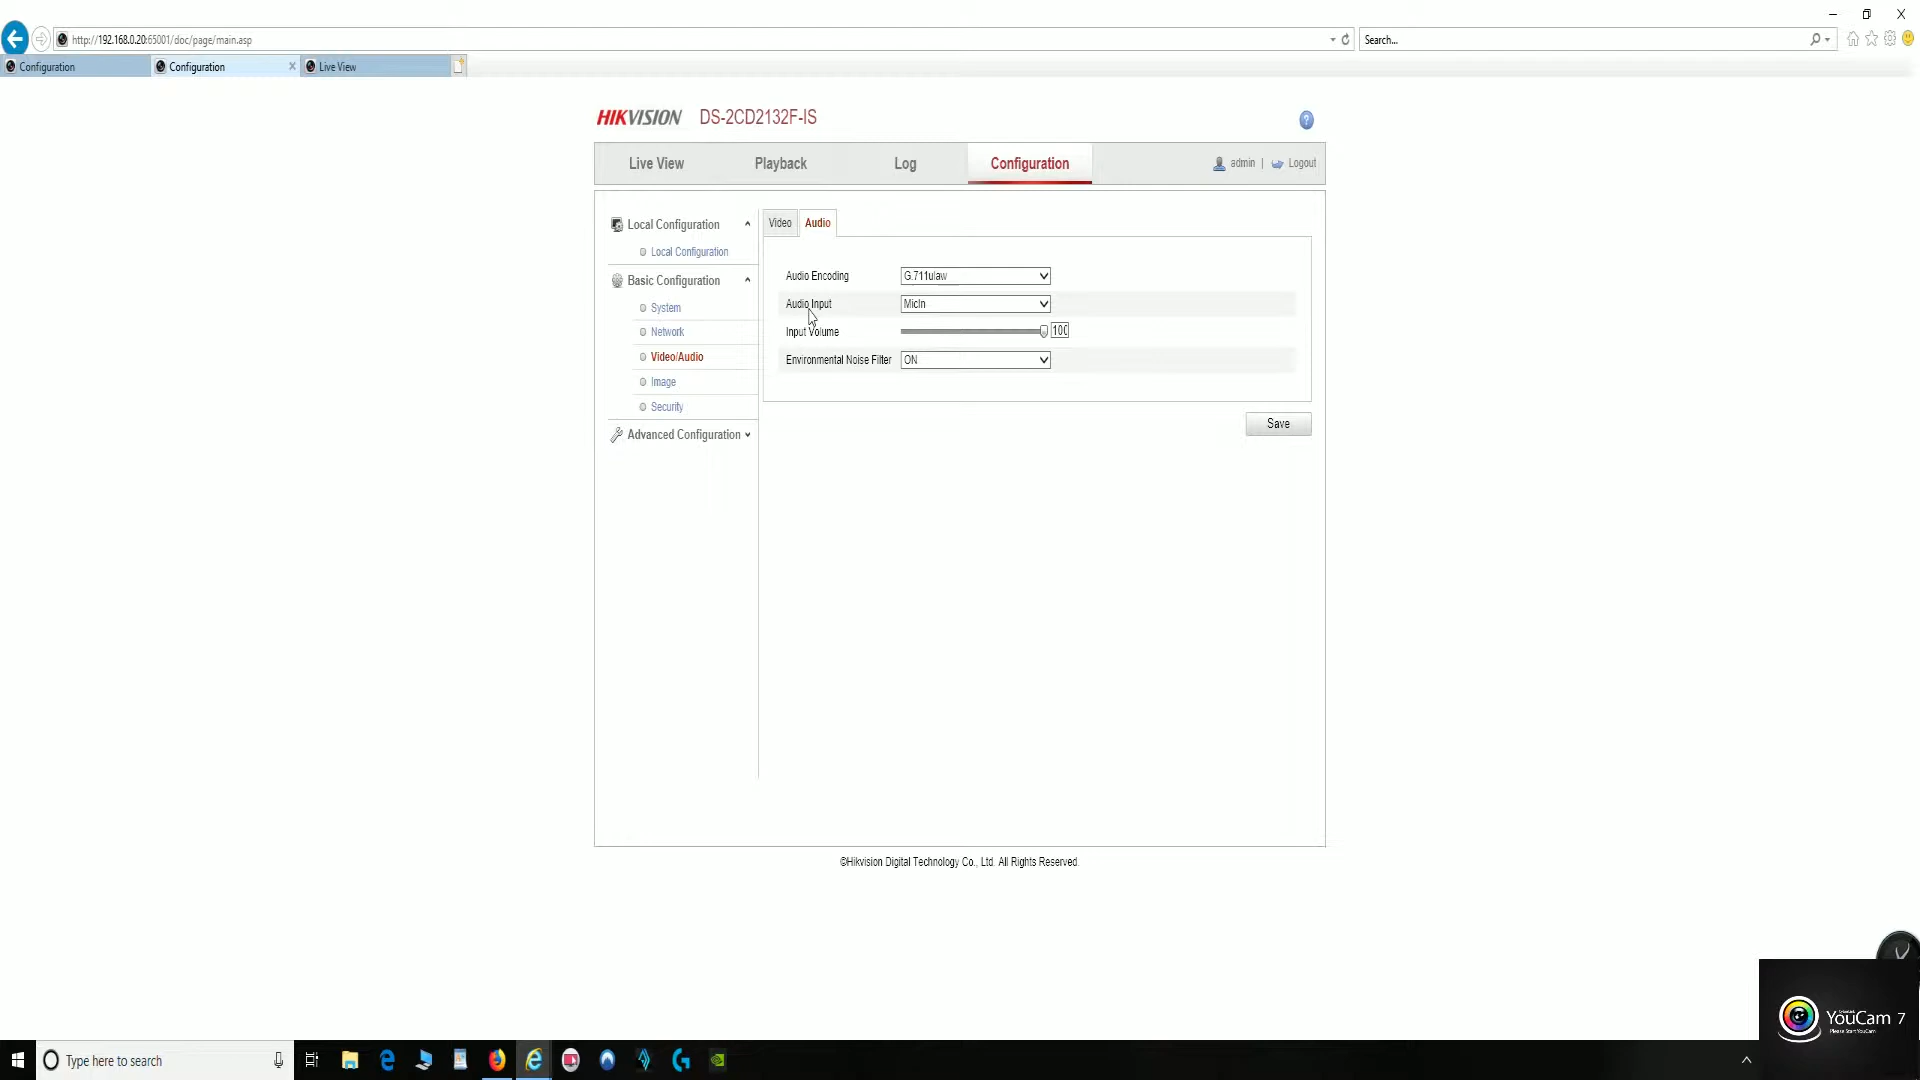 http://192.168.0.20:65001/doc/page/main.asp
Search...
Configuration
Configuration
Live View
HIKVISION DS-2CD2132F-IS
Live View
Playback
Log
Configuration
admin | Logout
Local Configuration
Local Configuration
Basic Configuration
System
Network
Video/Audio
Image
Security
Advanced Configuration
Video
Audio
Audio Encoding G.711ulaw
Audio Input MicIn
Input Volume 100
Environmental Noise Filter ON
Save
©Hikvision Digital Technology Co., Ltd. All Rights Reserved.
YouCam 7
Please Start YouCam
Type here to search